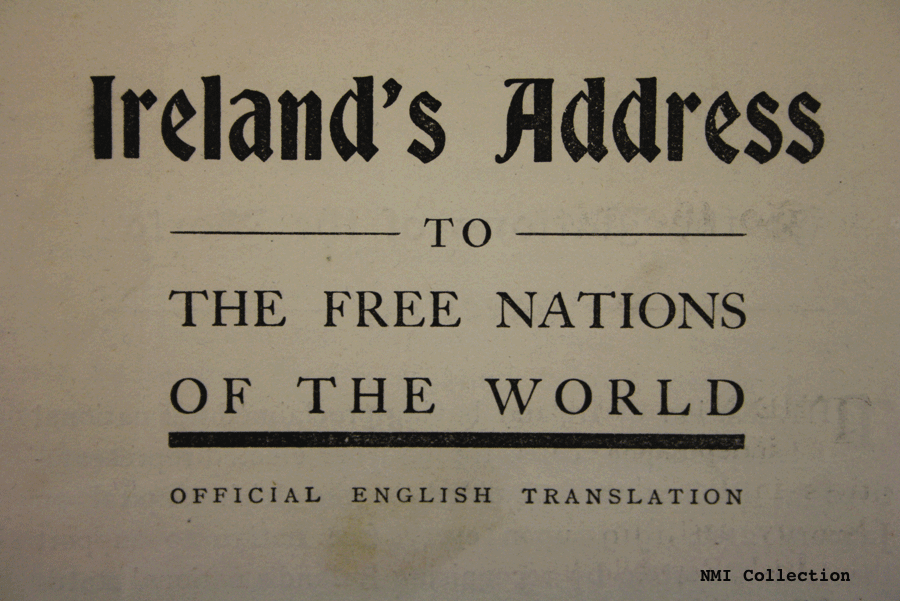 Ireland's Address
TO
THE FREE NATIONS
OF THE WORLD
OFFICIAL ENGLISH TRANSLATION
NMI Collection